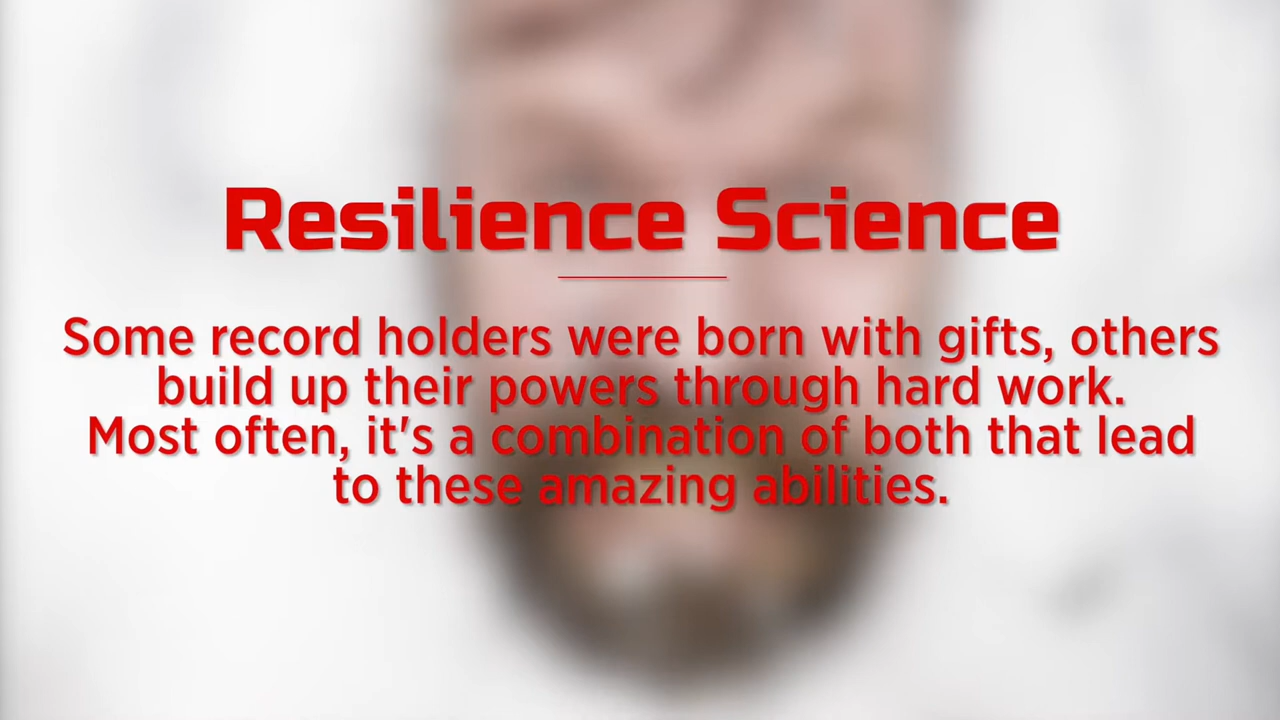 Resilience Science
Some record holders were born with gifts, others
build up their powers through hard work.
Most often, it's a combination of both that lead
to these amazing abilities.